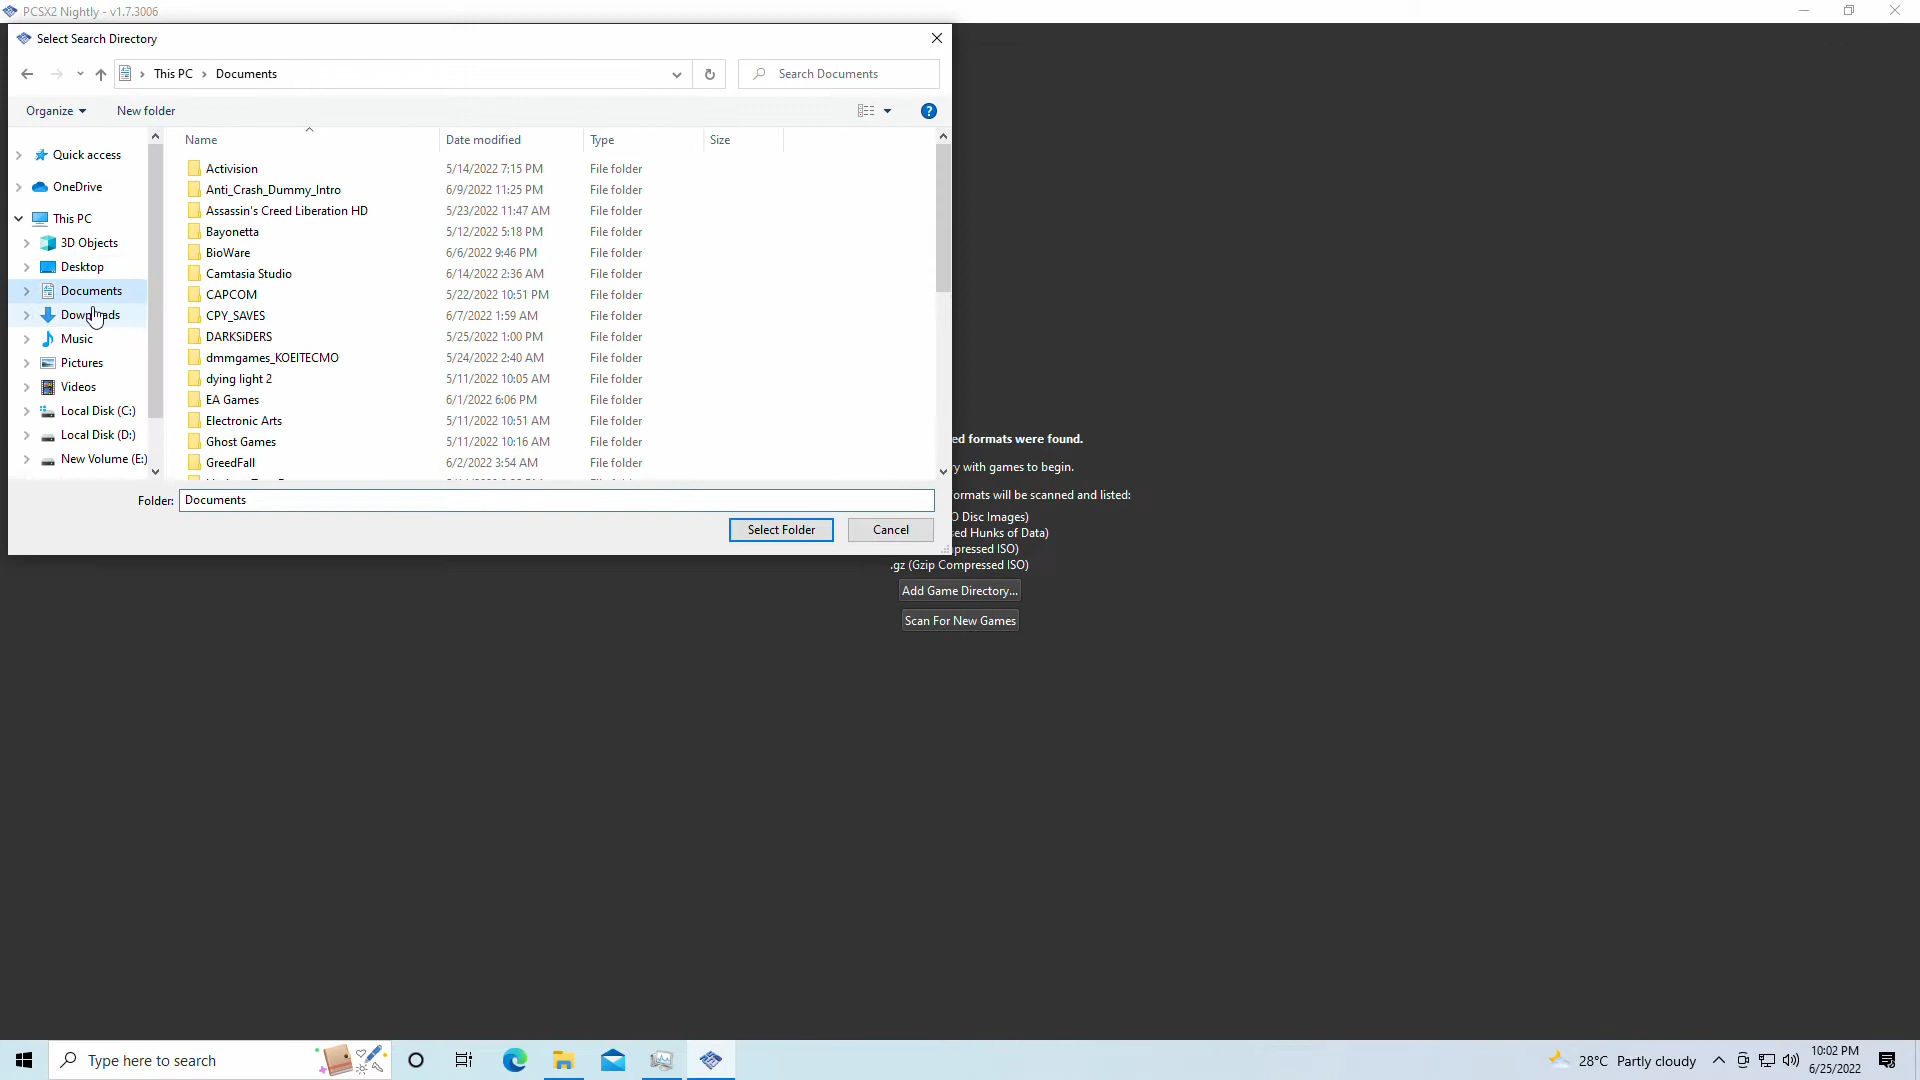 PCSX2 Nightly - v1.7.3006
Select Search Directory
This PC > Documents
Search Documents
Organize
New folder
Name
Date modified
Type
Size
Quick access
OneDrive
This PC
3D Objects
Desktop
Documents
Downloads
Music
Pictures
Videos
Local Disk (C:)
Local Disk (D:)
New Volume (E:)
Activision 5/14/2022 7:15 PM File folder
Anti_Crash_Dummy_Intro 6/9/2022 11:25 PM File folder
Assassin's Creed Liberation HD 5/23/2022 11:47 AM File folder
Bayonetta 5/12/2022 5:18 PM File folder
BioWare 6/6/2022 9:46 PM File folder
Camtasia Studio 6/14/2022 2:36 AM File folder
CAPCOM 5/22/2022 10:51 PM File folder
CPY_SAVES 6/7/2022 1:59 AM File folder
DARKSiDERS 5/25/2022 1:00 PM File folder
dmmgames_KOEITECMO 5/24/2022 2:40 AM File folder
dying light 2 5/11/2022 10:05 AM File folder
EA Games 6/1/2022 6:06 PM File folder
Electronic Arts 5/11/2022 10:51 AM File folder
Ghost Games 5/11/2022 10:16 AM File folder
GreedFall 6/2/2022 3:54 AM File folder
Folder: Documents
Select Folder
Cancel
ed formats were found.
ry with games to begin.
ormats will be scanned and listed:
O Disc Images)
sed Hunks of Data)
pressed ISO)
.gz (Gzip Compressed ISO)
Add Game Directory...
Scan For New Games
Type here to search
28°C Partly cloudy
10:02 PM
6/25/2022